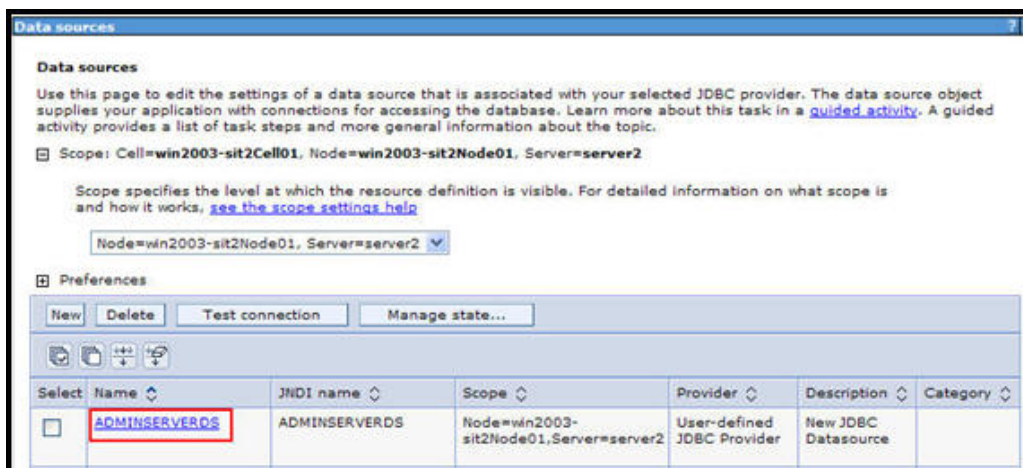 Data sources
?
Data sources
Use this page to edit the settings of a data source that is associated with your selected JDBC provider. The data source object
supplies your application with connections for accessing the database. Learn more about this task in a guided activity. A guided
activity provides a list of task steps and more general information about the topic.
Scope: Cell=win2003-sit2Cell01, Node=win2003-sit2Node01, Server=server2
Scope specifies the level at which the resource definition is visible. For detailed information on what scope is
and how it works, see the scope settings help
Node=win2003-sit2Node01, Server=server2
Preferences
New Delete Test connection Manage state...
Select Name JNDI name Scope Provider Description Category
ADMINSERVERDS ADMINSERVERDS Node=win2003- User-defined New JDBC
sit2Node01,Server=server2 JDBC Provider Datasource